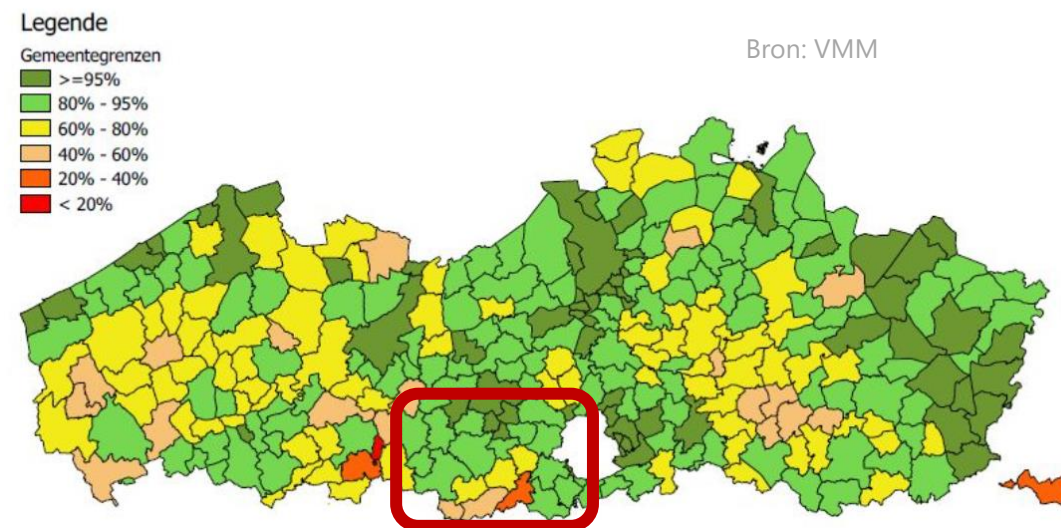 Legende
Bron: VMM
Gemeentegrenzen
>=95%
80% - 95%
60% - 80%
40% - 60%
20% - 40%
< 20%